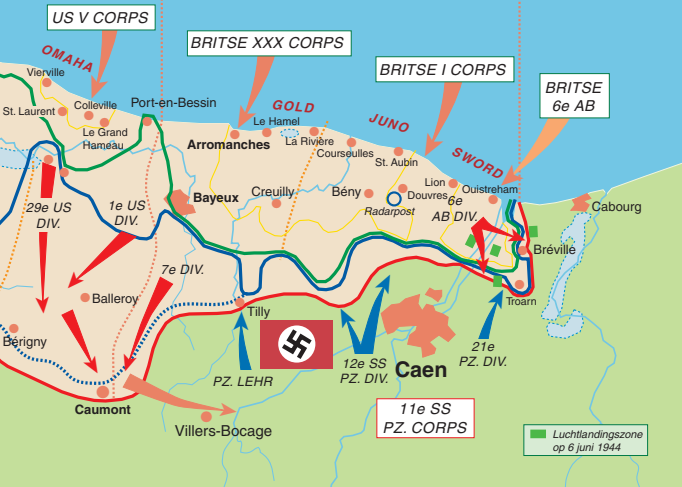 US V CORPS
BRITSE XXX CORPS
BRITSE I CORPS
BRITSE
6e AB
OMAHA
GOLD
JUNO
SWORD
Vierville
St. Laurent
Colleville
Le Grand
Hameau
Port-en-Bessin
Arromanches
Le Hamel
La Rivière
Courseulles
St. Aubin
Lion
Douvres
Ouistreham
Cabourg
29e US
DIV.
1e US
DIV.
Bayeux
Creuilly
Bény
Radarpost
6e
AB DIV.
Bréville
Troarn
7e DIV.
Balleroy
Bérigny
Tilly
PZ. LEHR
12e SS
PZ. DIV.
Caen
21e
PZ. DIV.
Caumont
Villers-Bocage
11e SS
PZ. CORPS
Luchtlandingszone
op 6 juni 1944